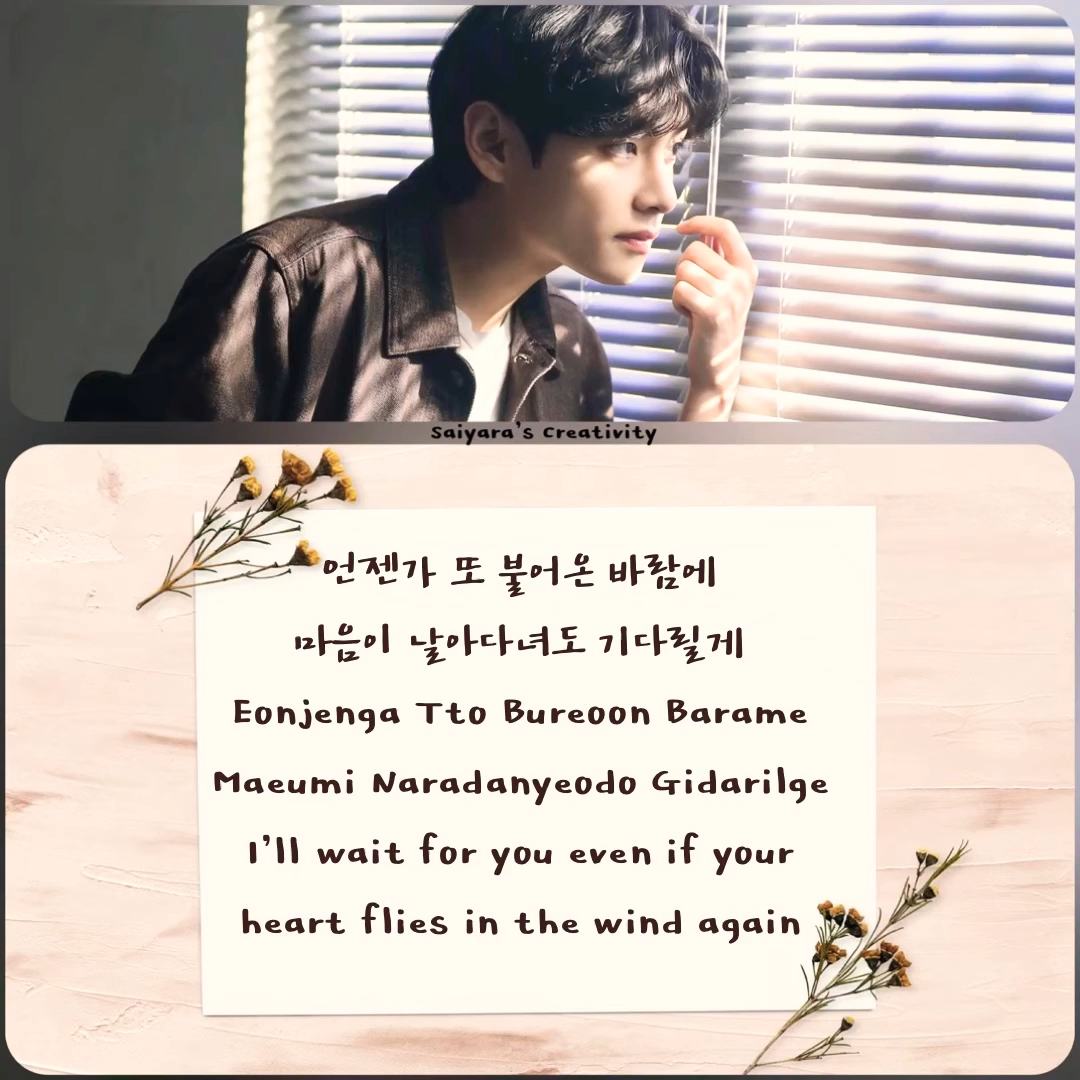 Saiyara's Creativity
언젠가 또 불어온 바람에
마음이 날아다녀도 기다릴게
Eonjenga Tto Bureoon Barame
Maeumi Naradanyeodo Gidarilge
I'll wait for you even if your
heart flies in the wind again